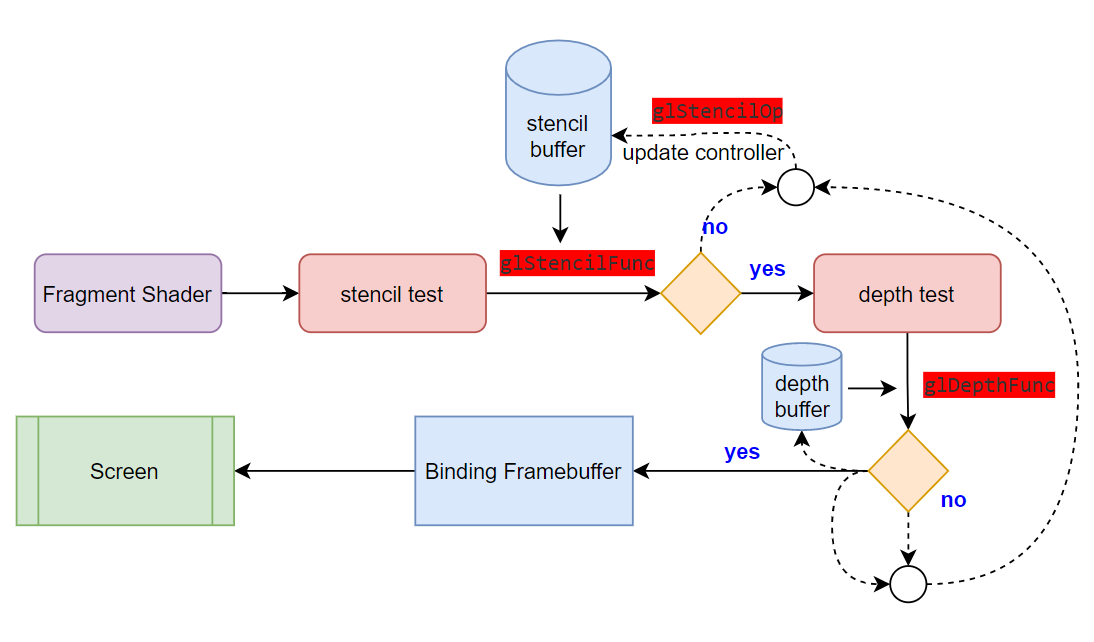 glStencilOp
stencil
buffer
update controller
no
glStencilFunc
yes
Fragment Shader
stencil test
depth test
depth
buffer
glDepthFunc
yes
Screen
Binding Framebuffer
no